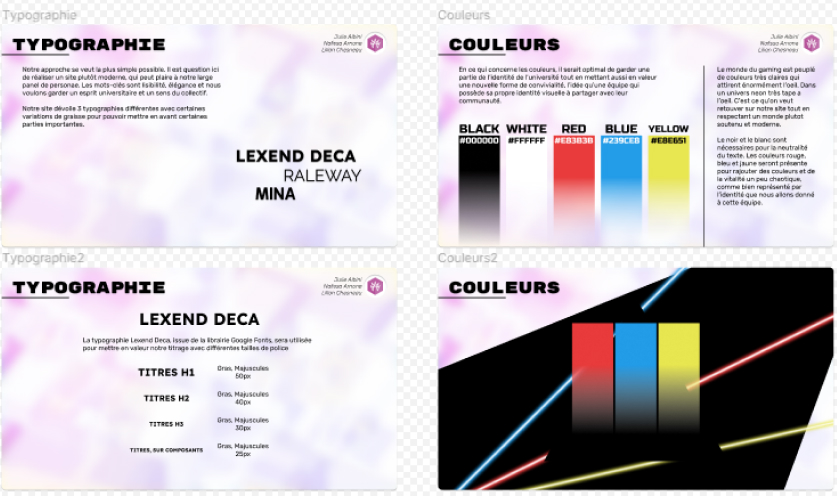 Typographie
TYPOGRAPHIE
Julie Albini
Naïssa Amone
Lilian Chesneau
Notre approche se veut la plus simple possible. Il est question ici
de réaliser un site plutôt moderne, qui peut plaire à notre large
panel de personae. Les mots-clés sont lisibilité, élégance et nous
voulons garder un esprit universitaire et un sens du collectif.
Notre site dévoile 3 typographies différentes avec certaines
variations de graisse pour pouvoir mettre en avant certaines
parties importantes.
LEXEND DECA
RALEWAY
MINA
Couleurs
COULEURS
Julie Albini
Naïssa Amone
Lilian Chesneau
En ce qui concerne les couleurs, il serait optimal de garder une
partie de l'identité de l'université tout en mettant aussi en valeur
une nouvelle forme de convivialité, l'idée qu'une équipe qui
possède sa propre identité visuelle à partager avec leur
communauté.
BLACK WHITE RED BLUE YELLOW
#000000 #FFFFFF #E8383B #239CEB #E8E651
Le monde du gaming est peuplé
de couleurs très claires qui
attirent énormément l'oeil. Dans
un univers neon très tape a
l'oeil. C'est ce qu'on veut
retouver sur notre site tout en
respectant un monde plutot
soutenu et moderne.
Le noir et le blanc sont
nécessaires pour la neutralité
du texte. Les couleurs rouge,
bleu et jaune seront présente
pour rajouter des couleurs et de
la vitalité un peu chaotique,
comme bien représenté par
l'identité que nous allons donné
à cette équipe.
Typographie2
TYPOGRAPHIE
Julie Albini
Naïssa Amone
Lilian Chesneau
LEXEND DECA
La typographie Lexend Deca, issue de la librairie Google Fonts, sera utilisée
pour mettre en valeur notre titrage avec différentes tailles de police
TITRES H1
Gras, Majuscules
50px
TITRES H2
Gras, Majuscules
40px
TITRES H3
Gras, Majuscules
30px
TITRES, SUR COMPOSANTS
Gras, Majuscules
25px
Couleurs2
COULEURS